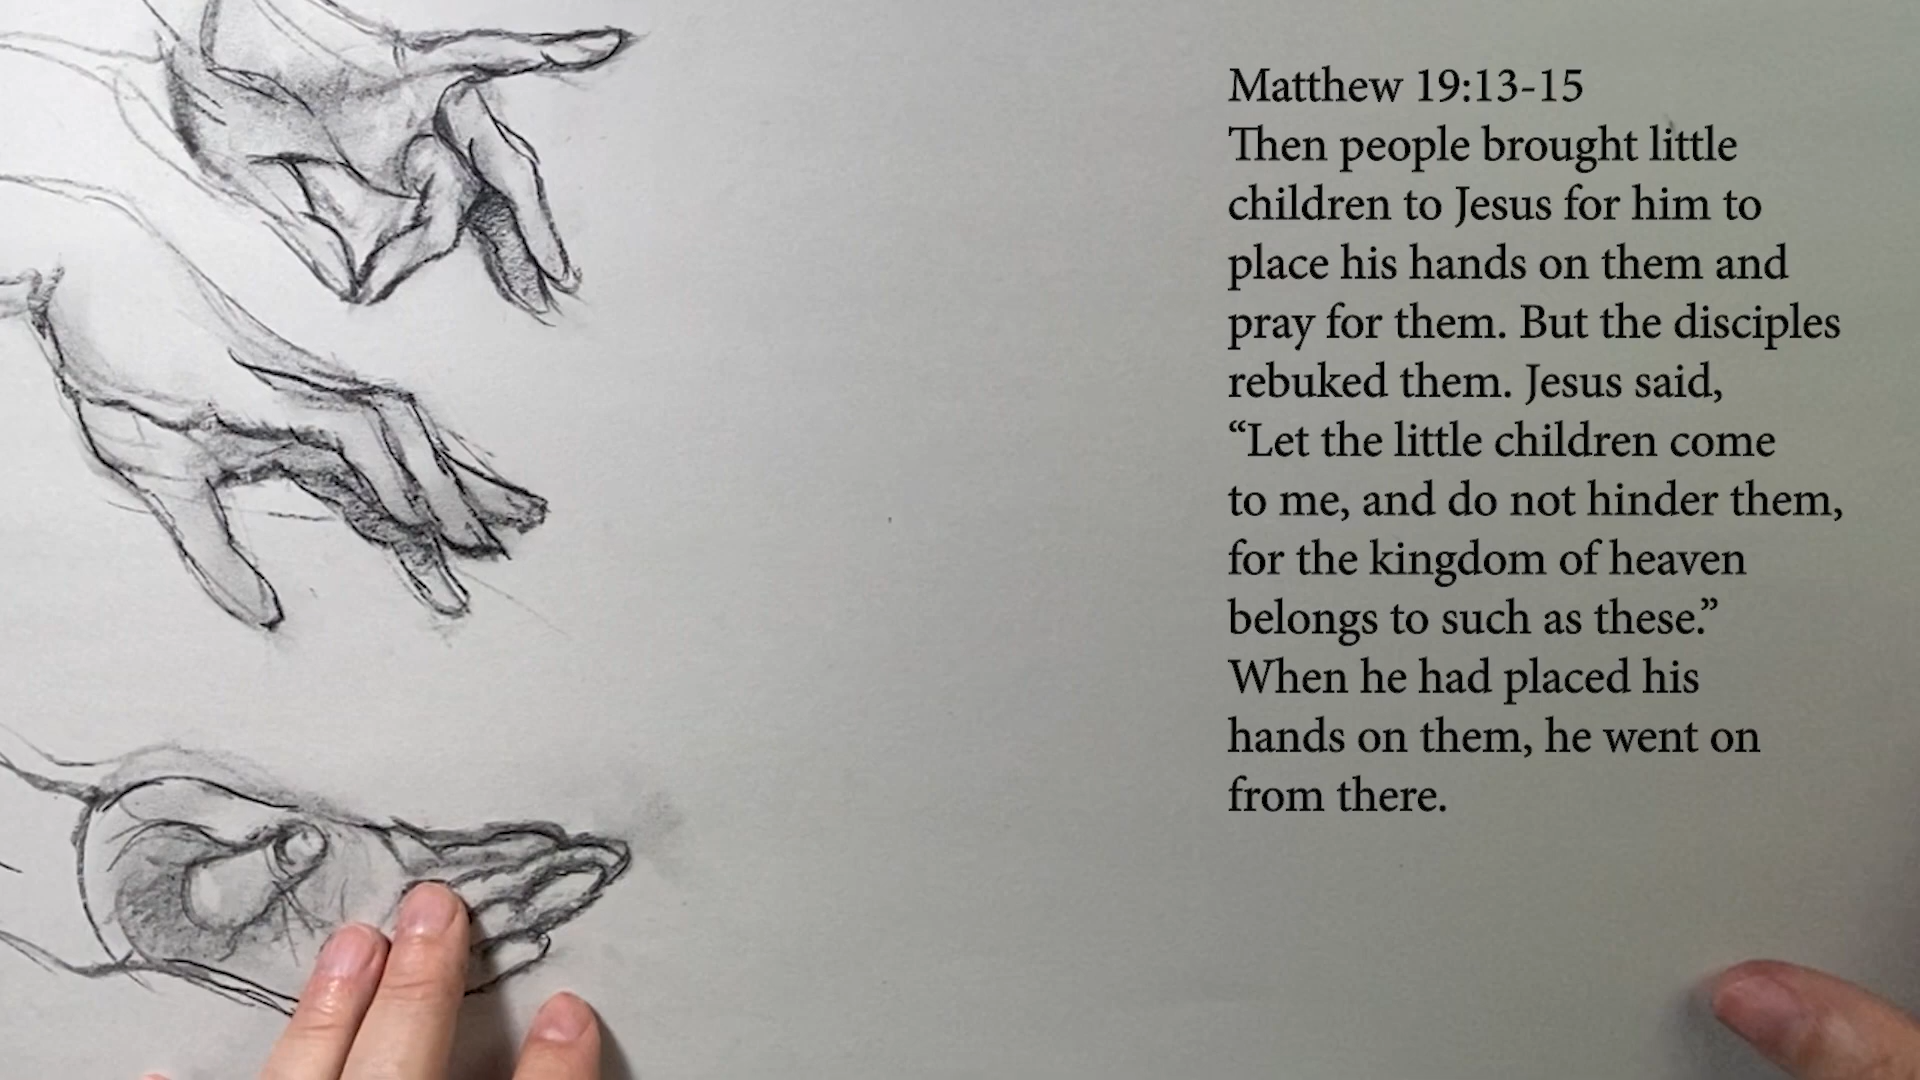 Matthew 19:13-15
Then people brought little
children to Jesus for him to
place his hands on them and
pray for them. But the disciples
rebuked them. Jesus said,
“Let the little children come
to me, and do not hinder them,
for the kingdom of heaven
belongs to such as these.”
When he had placed his
hands on them, he went on
from there.